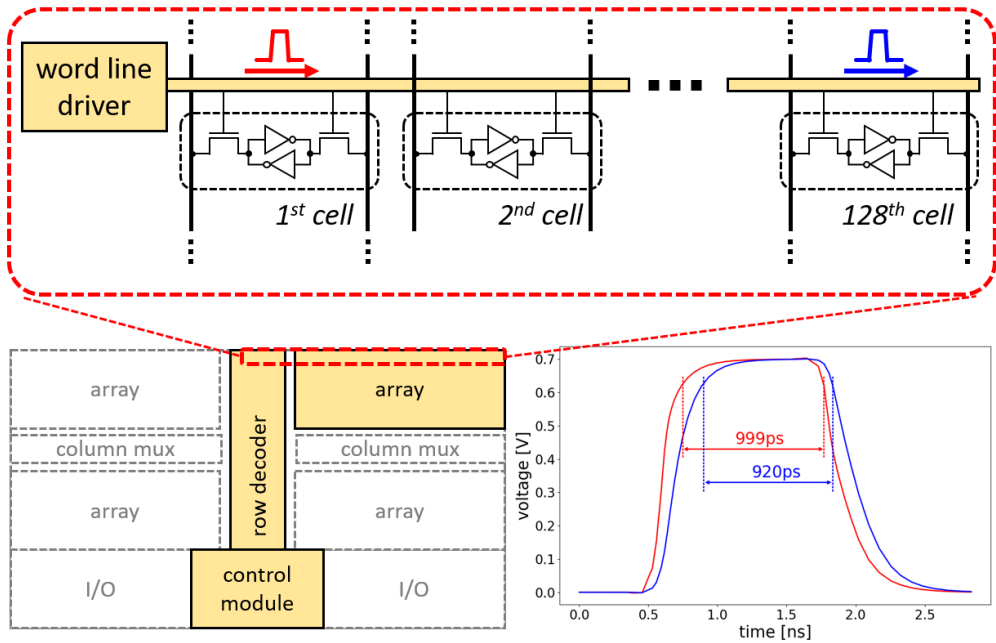 word line
driver
1st cell
2nd cell
128th cell
array
column mux
array
I/O
row decoder
control
module
array
column mux
array
I/O
voltage [V]
0.7
0.6
0.5
0.4
0.3
0.2
0.1
0.0
999ps
920ps
0.0
0.5
1.0
1.5
2.0
2.5
time [ns]